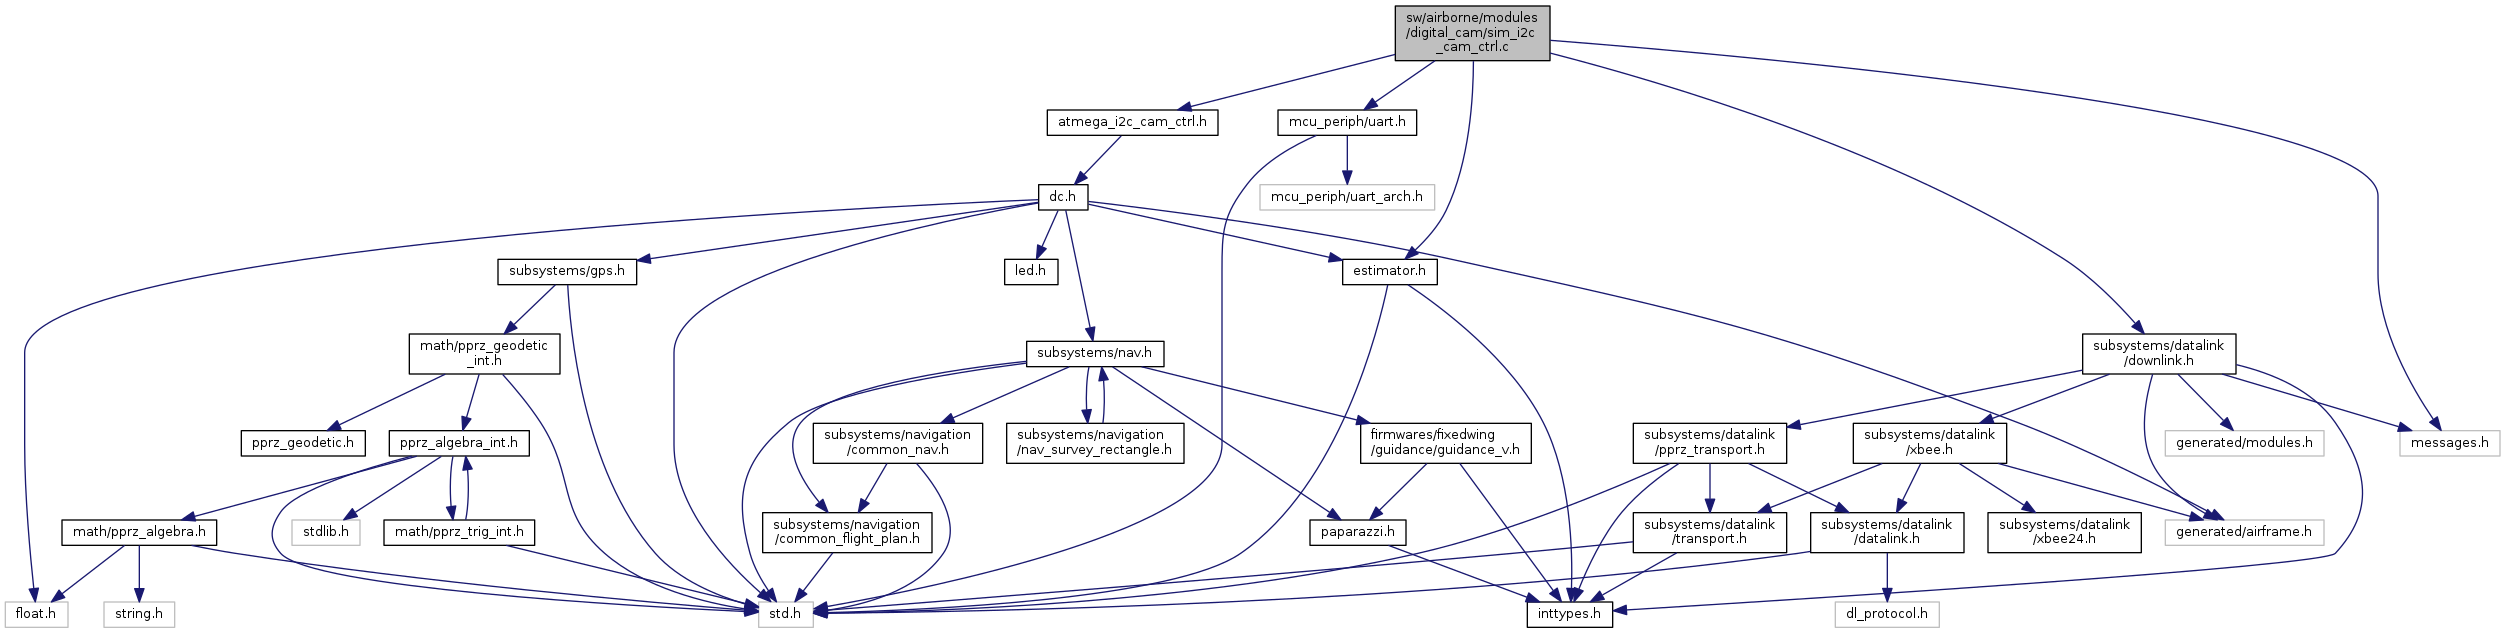 sw/airborne/modules
/digital_cam/sim_i2c
_cam_ctrl.c
atmega_i2c_cam_ctrl.h
mcu_periph/uart.h
dc.h
mcu_periph/uart_arch.h
subsystems/gps.h
led.h
estimator.h
math/pprz_geodetic
_int.h
subsystems/nav.h
subsystems/datalink
/downlink.h
pprz_geodetic.h
pprz_algebra_int.h
subsystems/navigation
/common_nav.h
subsystems/navigation
/nav_survey_rectangle.h
firmwares/fixedwing
/guidance/guidance_v.h
subsystems/datalink
/pprz_transport.h
subsystems/datalink
/xbee.h
generated/modules.h
messages.h
math/pprz_algebra.h
stdlib.h
math/pprz_trig_int.h
subsystems/navigation
/common_flight_plan.h
paparazzi.h
subsystems/datalink
/transport.h
subsystems/datalink
/datalink.h
subsystems/datalink
/xbee24.h
generated/airframe.h
float.h
string.h
std.h
inttypes.h
dl_protocol.h